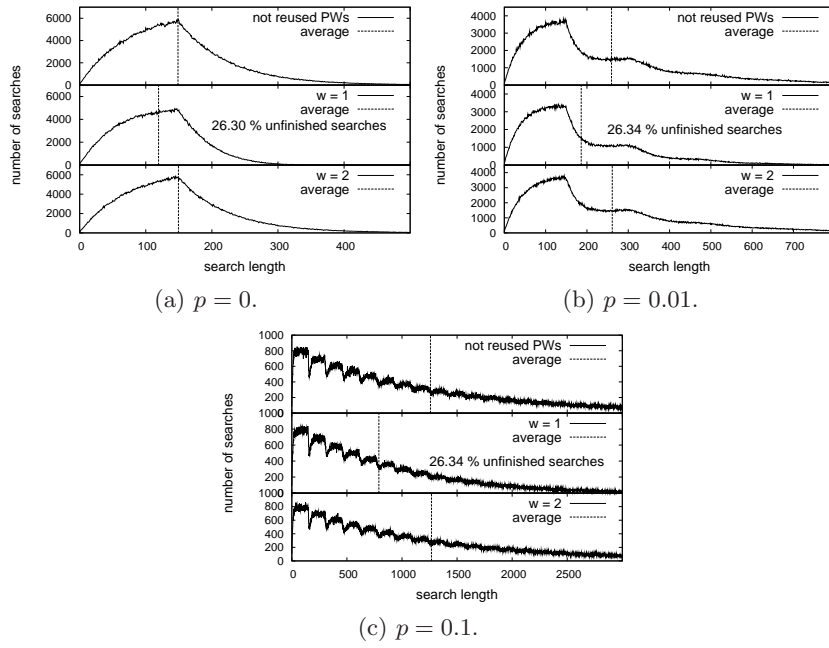 not reused PWs
average
6000
4000
2000
0
w = 1
average
26.30 % unfinished searches
6000
4000
2000
0
w = 2
average
6000
4000
2000
0
number of searches
0 100 200 300 400
search length
(a) p = 0.
not reused PWs
average
4000
3000
2000
1000
0
w = 1
average
26.34 % unfinished searches
4000
3000
2000
1000
0
w = 2
average
4000
3000
2000
1000
0
number of searches
0 100 200 300 400 500 600 700
search length
(b) p = 0.01.
not reused PWs
average
1000
800
600
400
200
0
w = 1
average
26.34 % unfinished searches
1000
800
600
400
200
0
w = 2
average
1000
800
600
400
200
0
number of searches
0 500 1000 1500 2000 2500
search length
(c) p = 0.1.